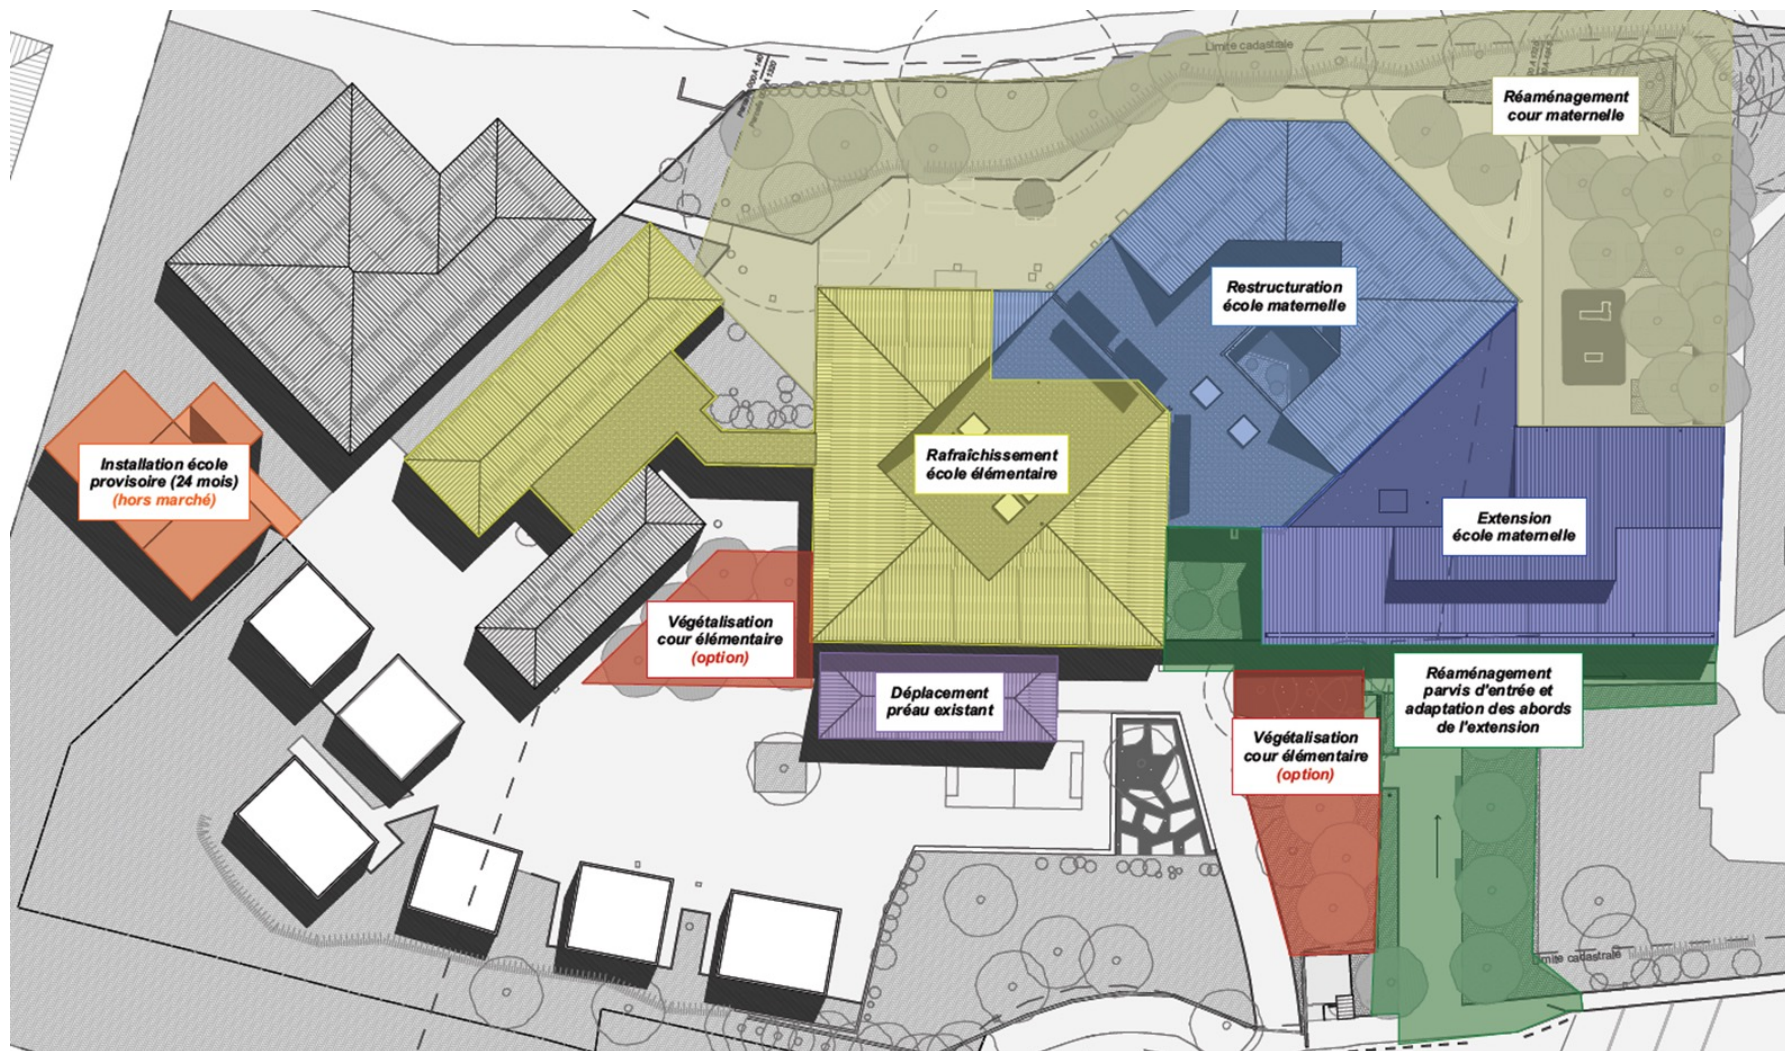 Limite cadastrale
Réaménagement
cour maternelle
Restructuration
école maternelle
Installation école
provisoire (24 mois)
(hors marché)
Rafraîchissement
école élémentaire
Extension
école maternelle
Végétalisation
cour élémentaire
(option)
Déplacement
préau existant
Réaménagement
parvis d'entrée et
adaptation des abords
de l'extension
Végétalisation
cour élémentaire
(option)
Limite cadastrale